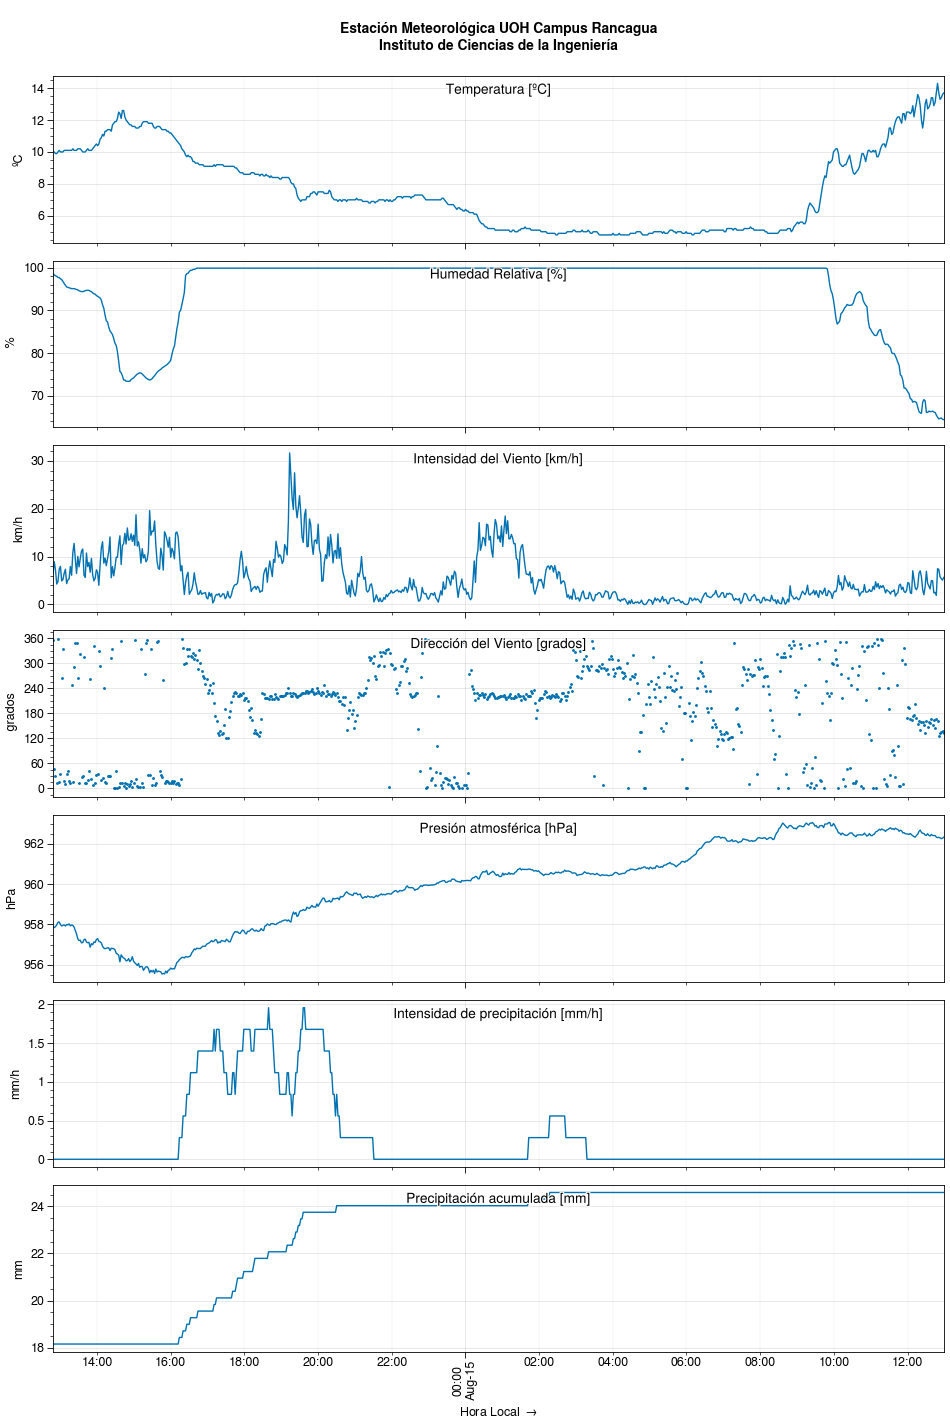 Estación Meteorológica UOH Campus Rancagua
Instituto de Ciencias de la Ingeniería
Temperatura [ºC]
ºC
14
12
10
8
6
Humedad Relativa [%]
%
100
90
80
70
Intensidad del Viento [km/h]
km/h
30
20
10
0
Dirección del Viento [grados]
grados
360
300
240
180
120
60
0
Presión atmosférica [hPa]
hPa
962
960
958
956
Intensidad de precipitación [mm/h]
mm/h
2
1.5
1
0.5
0
Precipitación acumulada [mm]
mm
24
22
20
18
14:00 16:00 18:00 20:00 22:00 00:00 02:00 04:00 06:00 08:00 10:00 12:00
Aug-15
Hora Local →